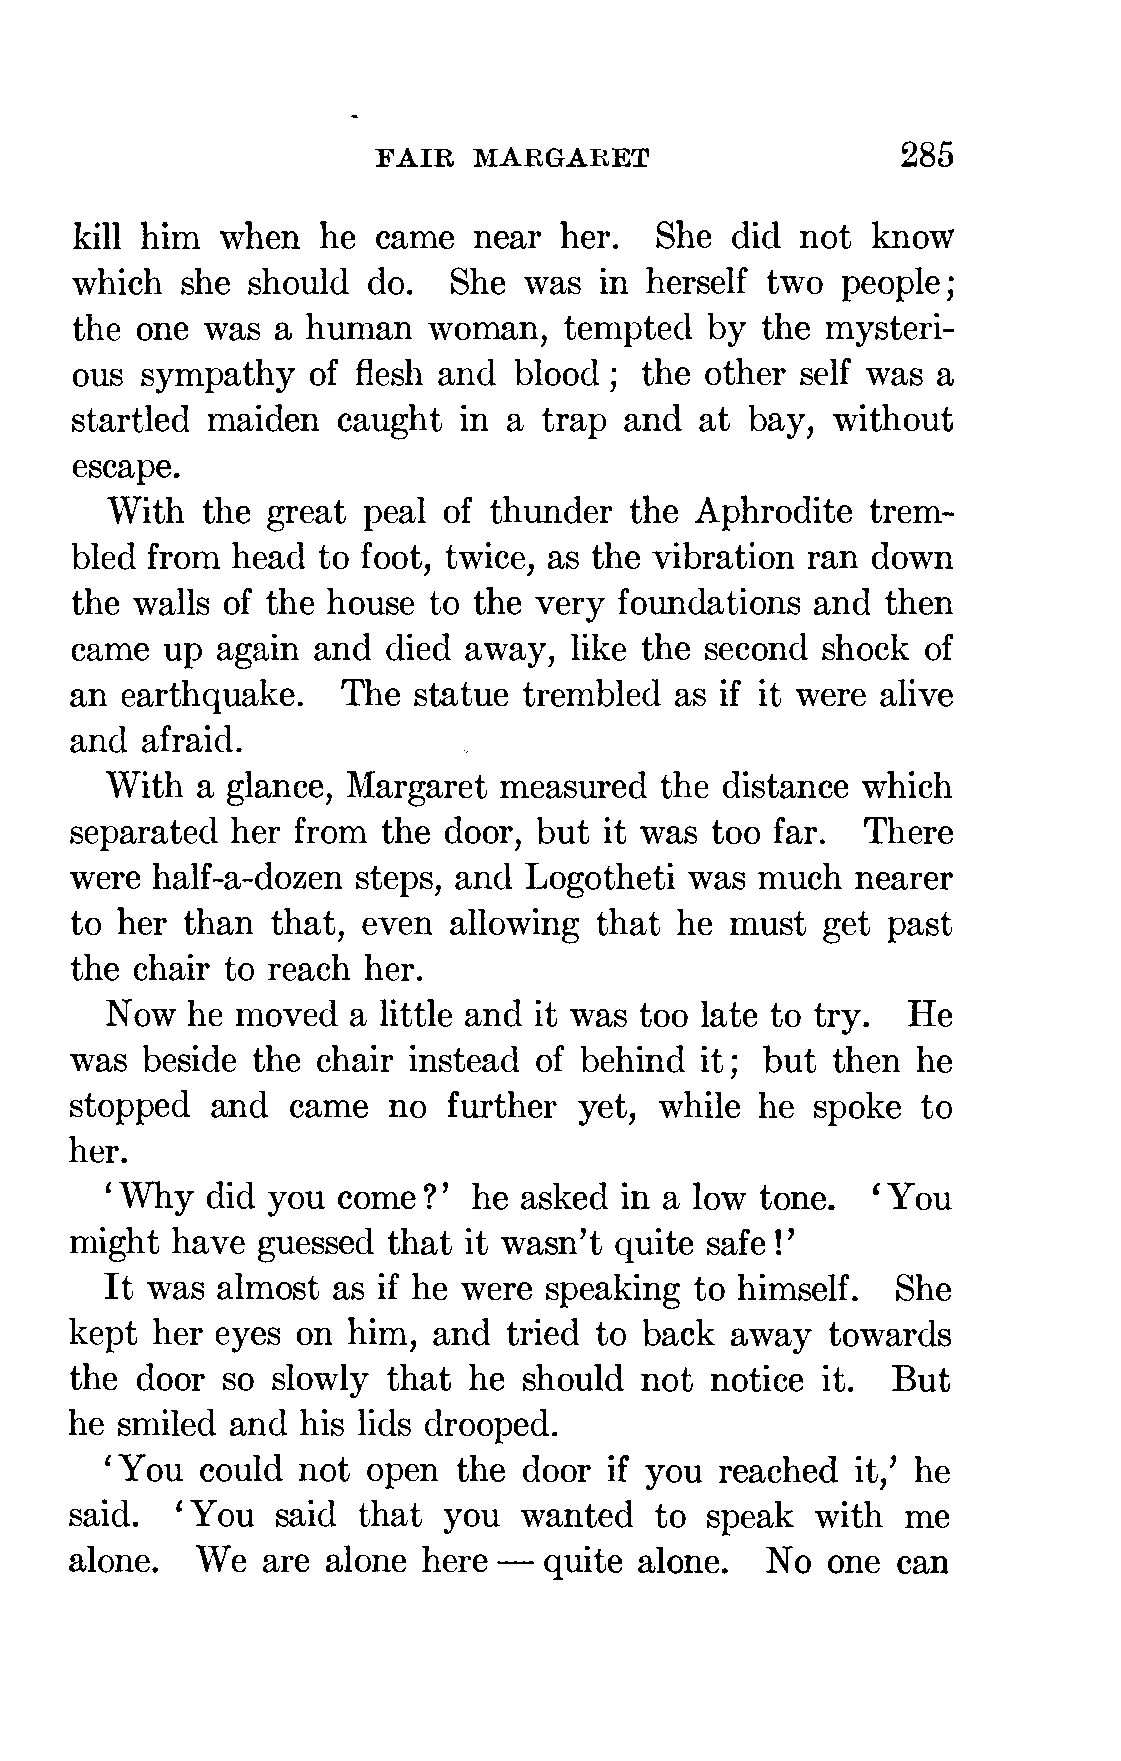 FAIR MARGARET 285
kill him when he came near her. She did not know
which she should do. She was in herself two people;
the one was a human woman, tempted by the mysteri-
ous sympathy of flesh and blood ; the other self was a
startled maiden caught in a trap and at bay, without
escape.
With the great peal of thunder the Aphrodite trem-
bled from head to foot, twice, as the vibration ran down
the walls of the house to the very foundations and then
came up again and died away, like the second shock of
an earthquake. The statue trembled as if it were alive
and afraid.
With a glance, Margaret measured the distance which
separated her from the door, but it was too far. There
were half-a-dozen steps, and Logotheti was much nearer
to her than that, even allowing that he must get past
the chair to reach her.
Now he moved a little and it was too late to try. He
was beside the chair instead of behind it; but then he
stopped and came no further yet, while he spoke to
her.
‘Why did you come?’ he asked in a low tone. ‘You
might have guessed that it wasn’t quite safe!’
It was almost as if he were speaking to himself. She
kept her eyes on him, and tried to back away towards
the door so slowly that he should not notice it. But
he smiled and his lids drooped.
‘You could not open the door if you reached it,’ he
said. ‘You said that you wanted to speak with me
alone. We are alone here — quite alone. No one can